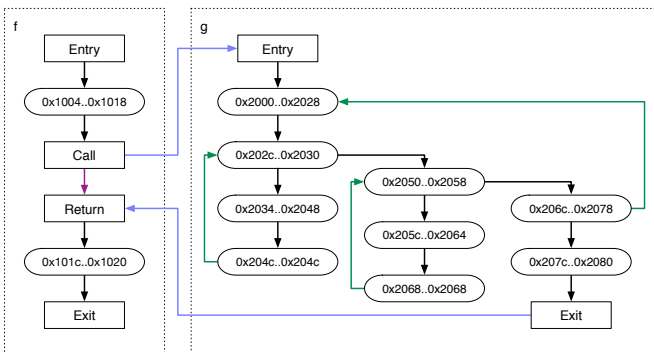 f
Entry
0x1004..0x1018
Call
Return
0x101c..0x1020
Exit
g
Entry
0x2000..0x2028
0x202c..0x2030
0x2034..0x2048
0x204c..0x204c
0x2050..0x2058
0x205c..0x2064
0x2068..0x2068
0x206c..0x2078
0x207c..0x2080
Exit